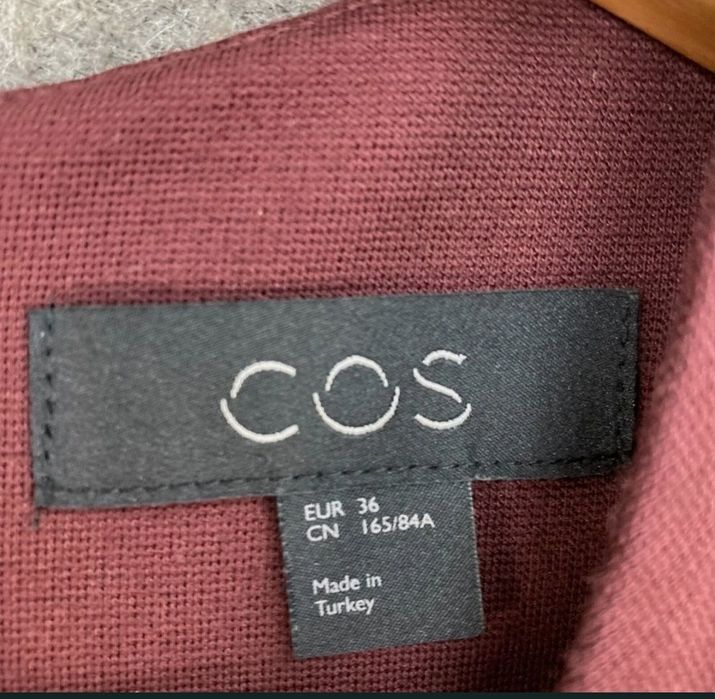 COS
EUR 36
CN 165/84A
Made in
Turkey